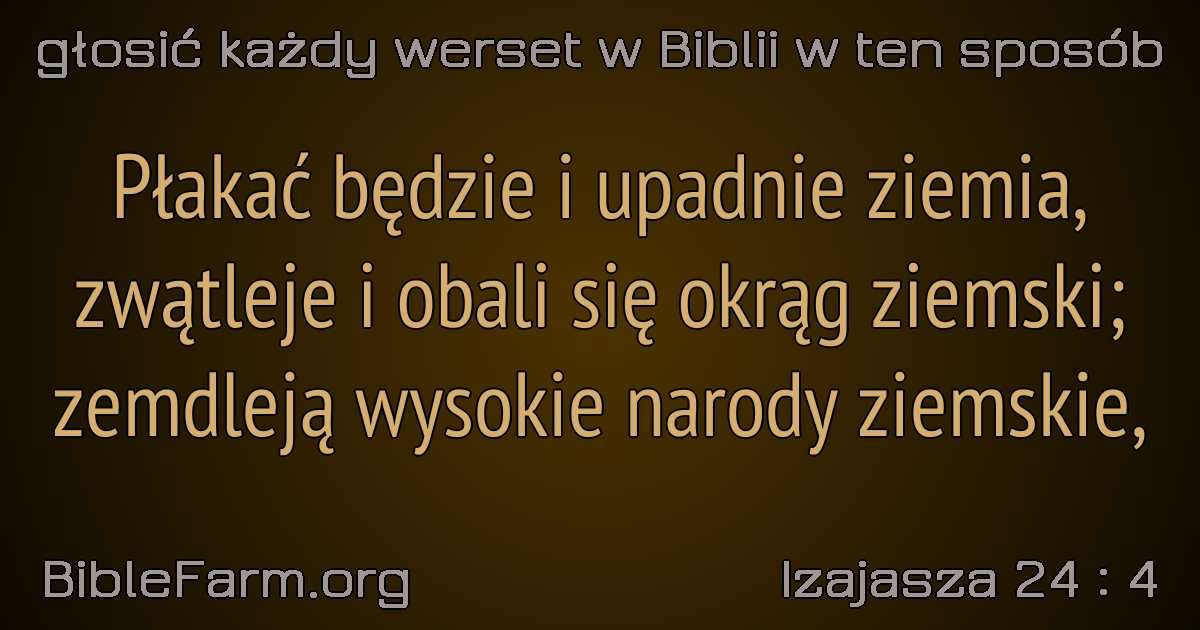 głosić każdy werset w Biblii w ten sposób
Płakać będzie i upadnie ziemia,
zwątleje i obali się okrąg ziemski;
zemdleją wysokie narody ziemskie,
BibleFarm.org
Izajasza 24 : 4